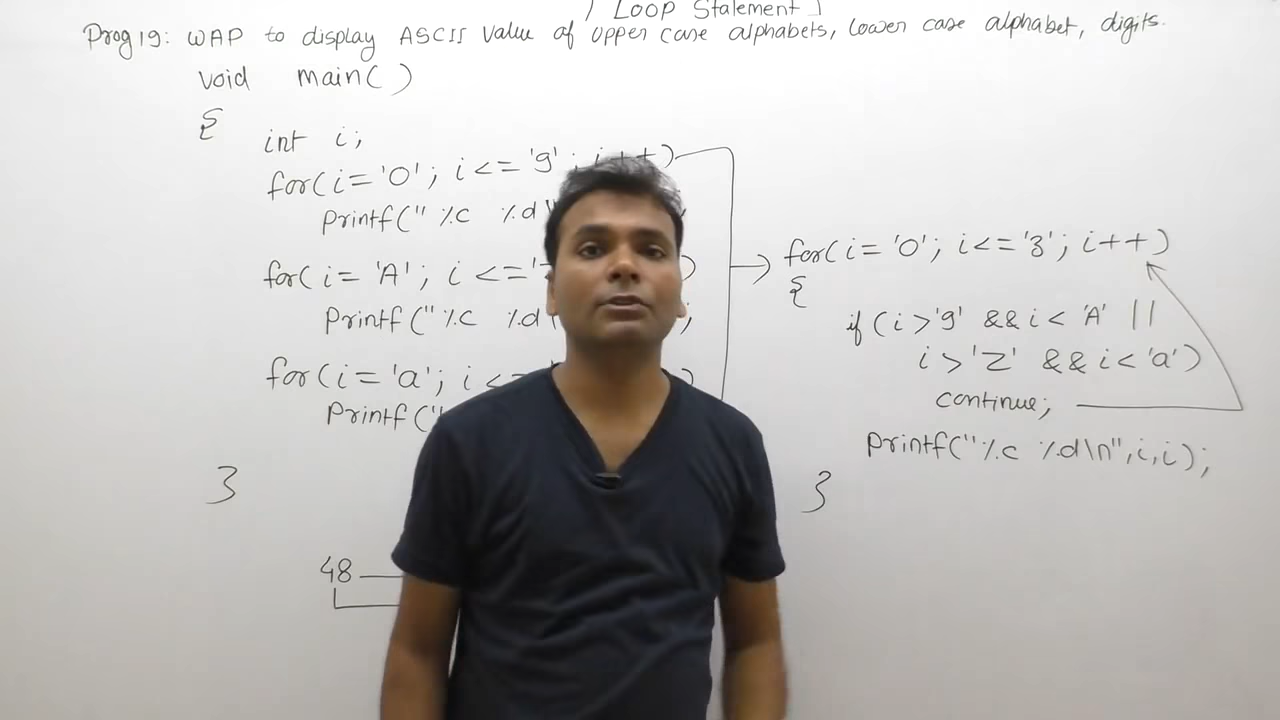 [ Loop Statement ]
Prog 19: WAP to display ASCII value of upper case alphabets, lower case alphabet, digits.
void main( )
{
int i;
for(i='0'; i<='9'; i++)
printf(" %c %d\
for(i= 'A'; i <='
printf("%c %d\
for(i='a'; i <=
printf("
}
for(i= '0'; i<='z'; i++)
{
if (i>'9' && i < 'A' ||
i >'Z' && i<'a')
continue;
printf("%c %d\n",i,i);
}
48